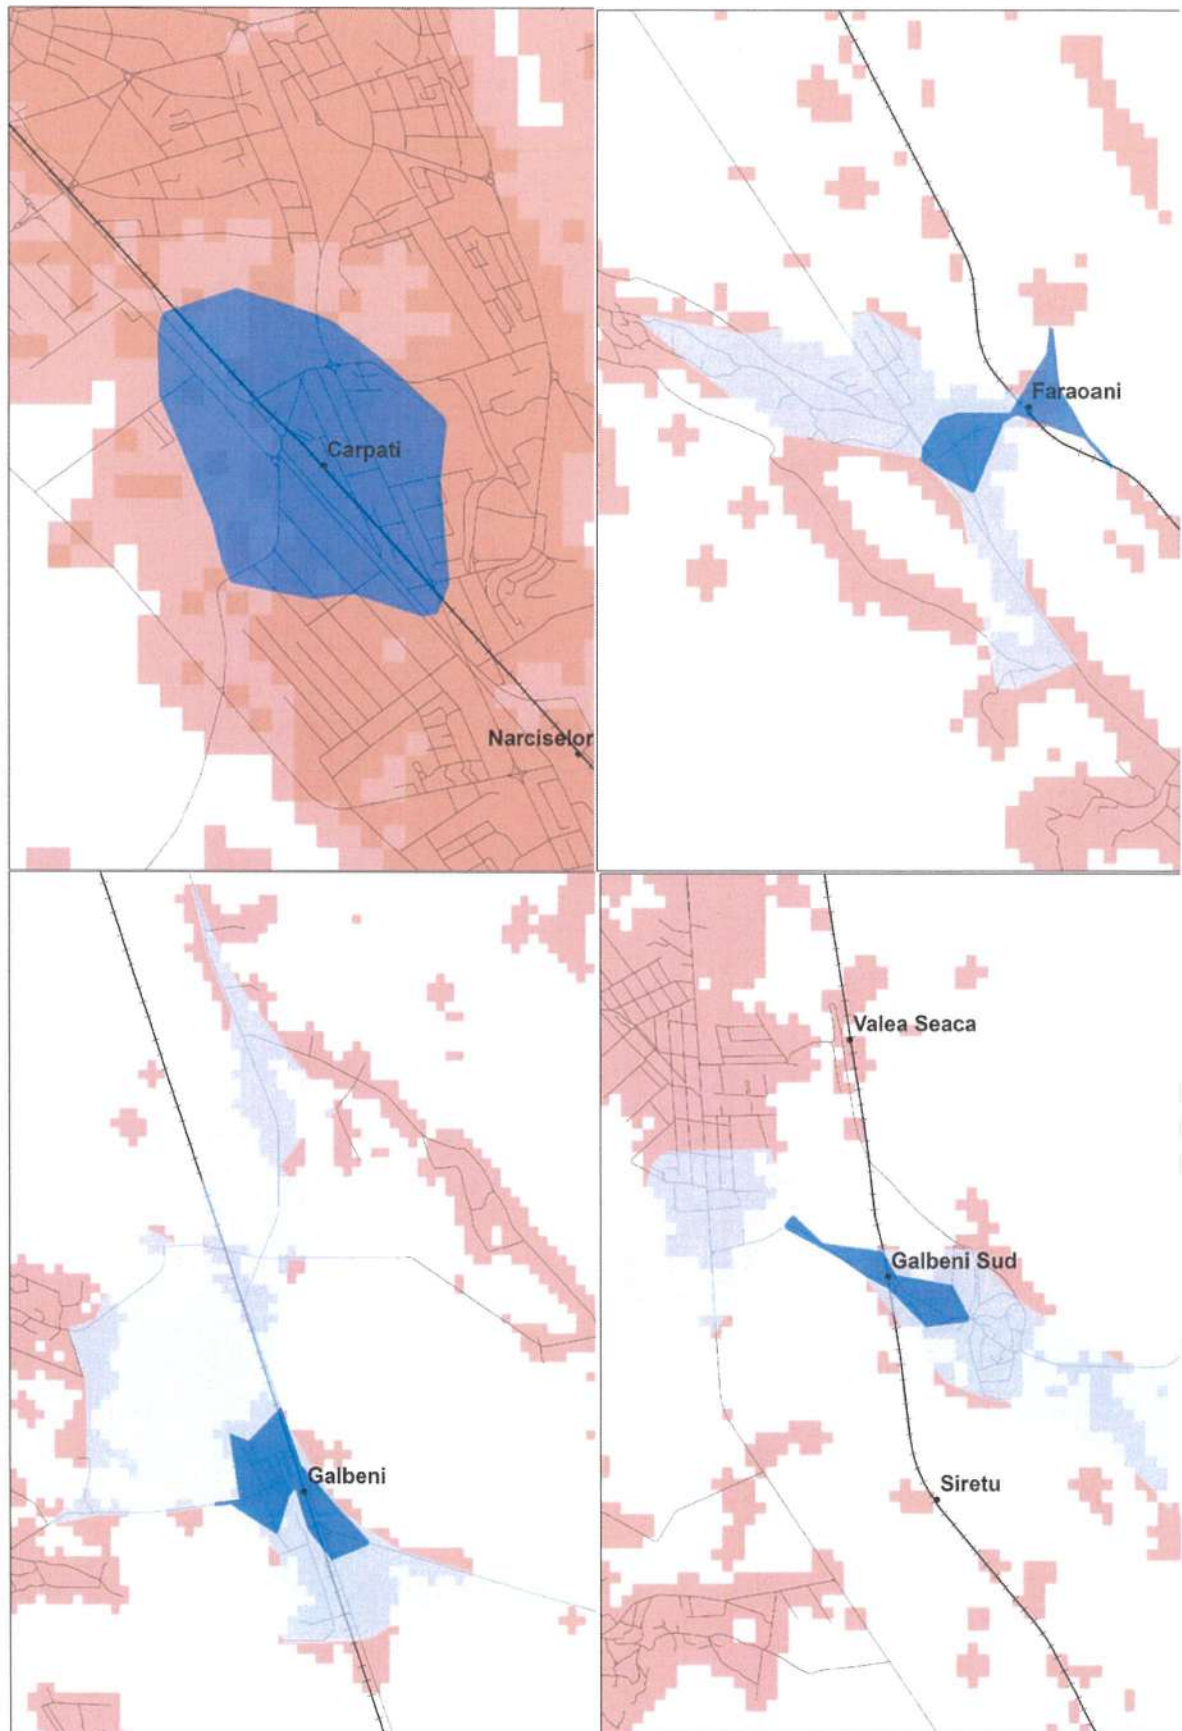 Carpati
Narciselor
Faraoani
Galbeni
Valea Seaca
Galbeni Sud
Siretu